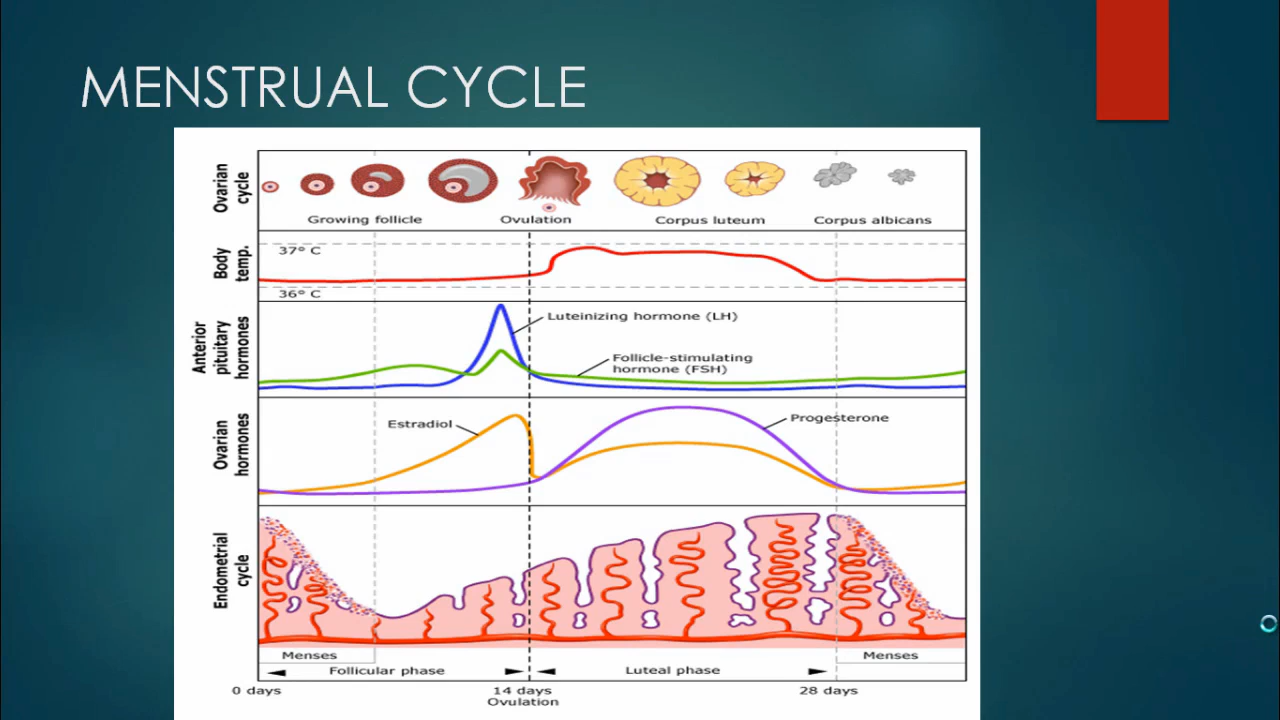 MENSTRUAL CYCLE
Ovarian
cycle
Growing follicle
Ovulation
Corpus luteum
Corpus albicans
Body
temp.
37° C
36° C
Anterior
pituitary
hormones
Luteinizing hormone (LH)
Follicle-stimulating
hormone (FSH)
Ovarian
hormones
Estradiol
Progesterone
Endometrial
cycle
Menses
Menses
Follicular phase
Luteal phase
0 days
14 days
Ovulation
28 days